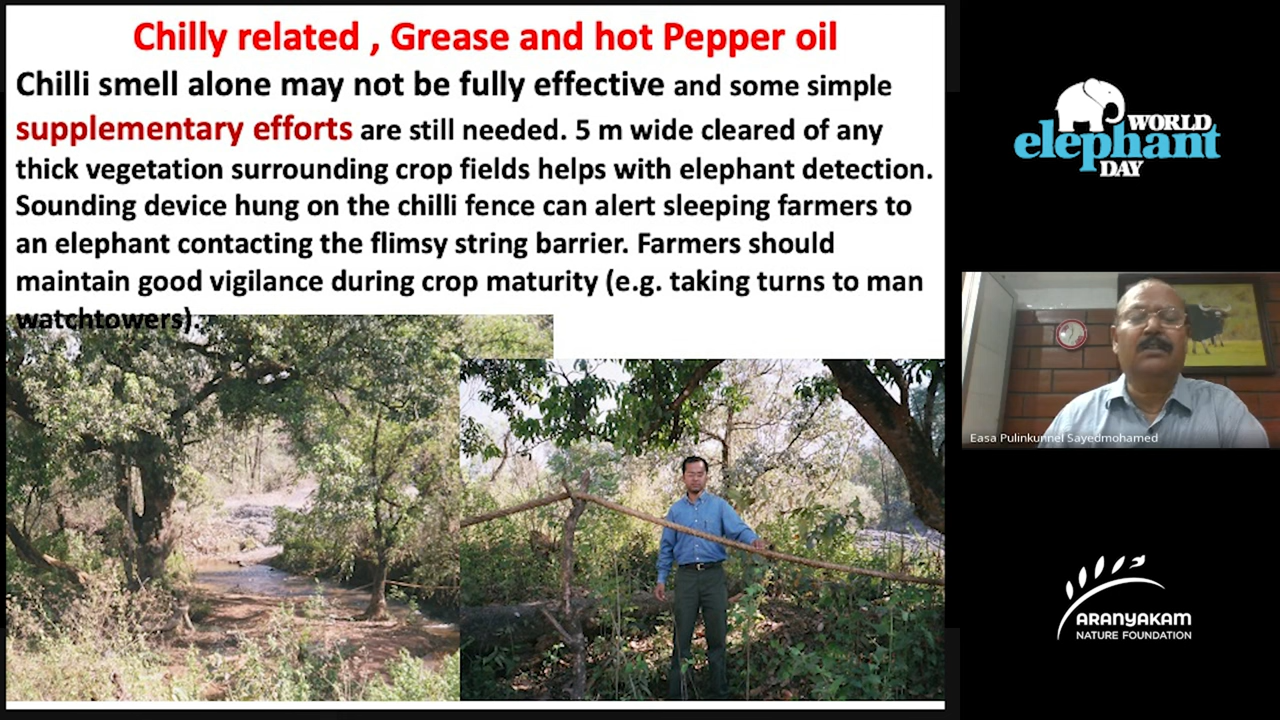 Chilly related , Grease and hot Pepper oil
Chilli smell alone may not be fully effective and some simple
supplementary efforts are still needed. 5 m wide cleared of any
thick vegetation surrounding crop fields helps with elephant detection.
Sounding device hung on the chilli fence can alert sleeping farmers to
an elephant contacting the flimsy string barrier. Farmers should
maintain good vigilance during crop maturity (e.g. taking turns to man
watchtowers).
WORLD
elephant
DAY
Easa Pulinkunnel Sayedmohamed
ARANYAKAM
NATURE FOUNDATION